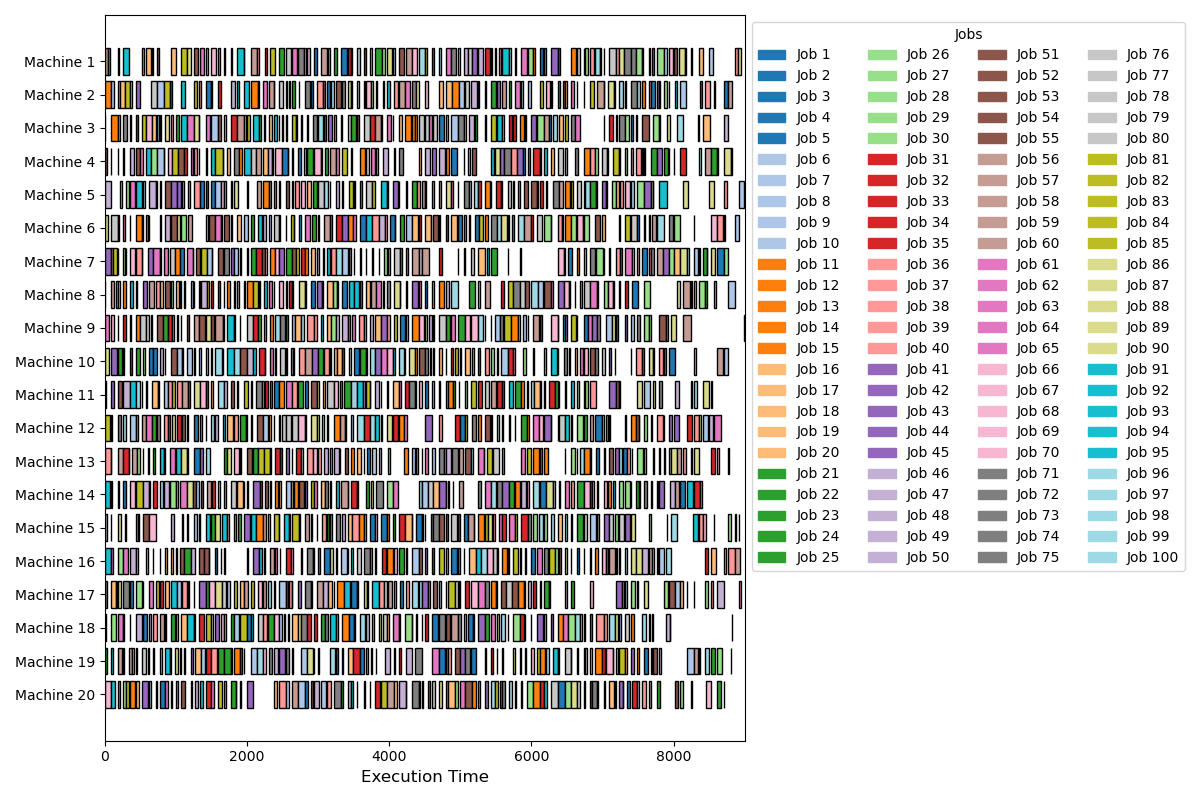 Jobs
Job 1 Job 26 Job 51 Job 76
Job 2 Job 27 Job 52 Job 77
Job 3 Job 28 Job 53 Job 78
Job 4 Job 29 Job 54 Job 79
Job 5 Job 30 Job 55 Job 80
Job 6 Job 31 Job 56 Job 81
Job 7 Job 32 Job 57 Job 82
Job 8 Job 33 Job 58 Job 83
Job 9 Job 34 Job 59 Job 84
Job 10 Job 35 Job 60 Job 85
Job 11 Job 36 Job 61 Job 86
Job 12 Job 37 Job 62 Job 87
Job 13 Job 38 Job 63 Job 88
Job 14 Job 39 Job 64 Job 89
Job 15 Job 40 Job 65 Job 90
Job 16 Job 41 Job 66 Job 91
Job 17 Job 42 Job 67 Job 92
Job 18 Job 43 Job 68 Job 93
Job 19 Job 44 Job 69 Job 94
Job 20 Job 45 Job 70 Job 95
Job 21 Job 46 Job 71 Job 96
Job 22 Job 47 Job 72 Job 97
Job 23 Job 48 Job 73 Job 98
Job 24 Job 49 Job 74 Job 99
Job 25 Job 50 Job 75 Job 100
Machine 1
Machine 2
Machine 3
Machine 4
Machine 5
Machine 6
Machine 7
Machine 8
Machine 9
Machine 10
Machine 11
Machine 12
Machine 13
Machine 14
Machine 15
Machine 16
Machine 17
Machine 18
Machine 19
Machine 20
0 2000 4000 6000 8000
Execution Time